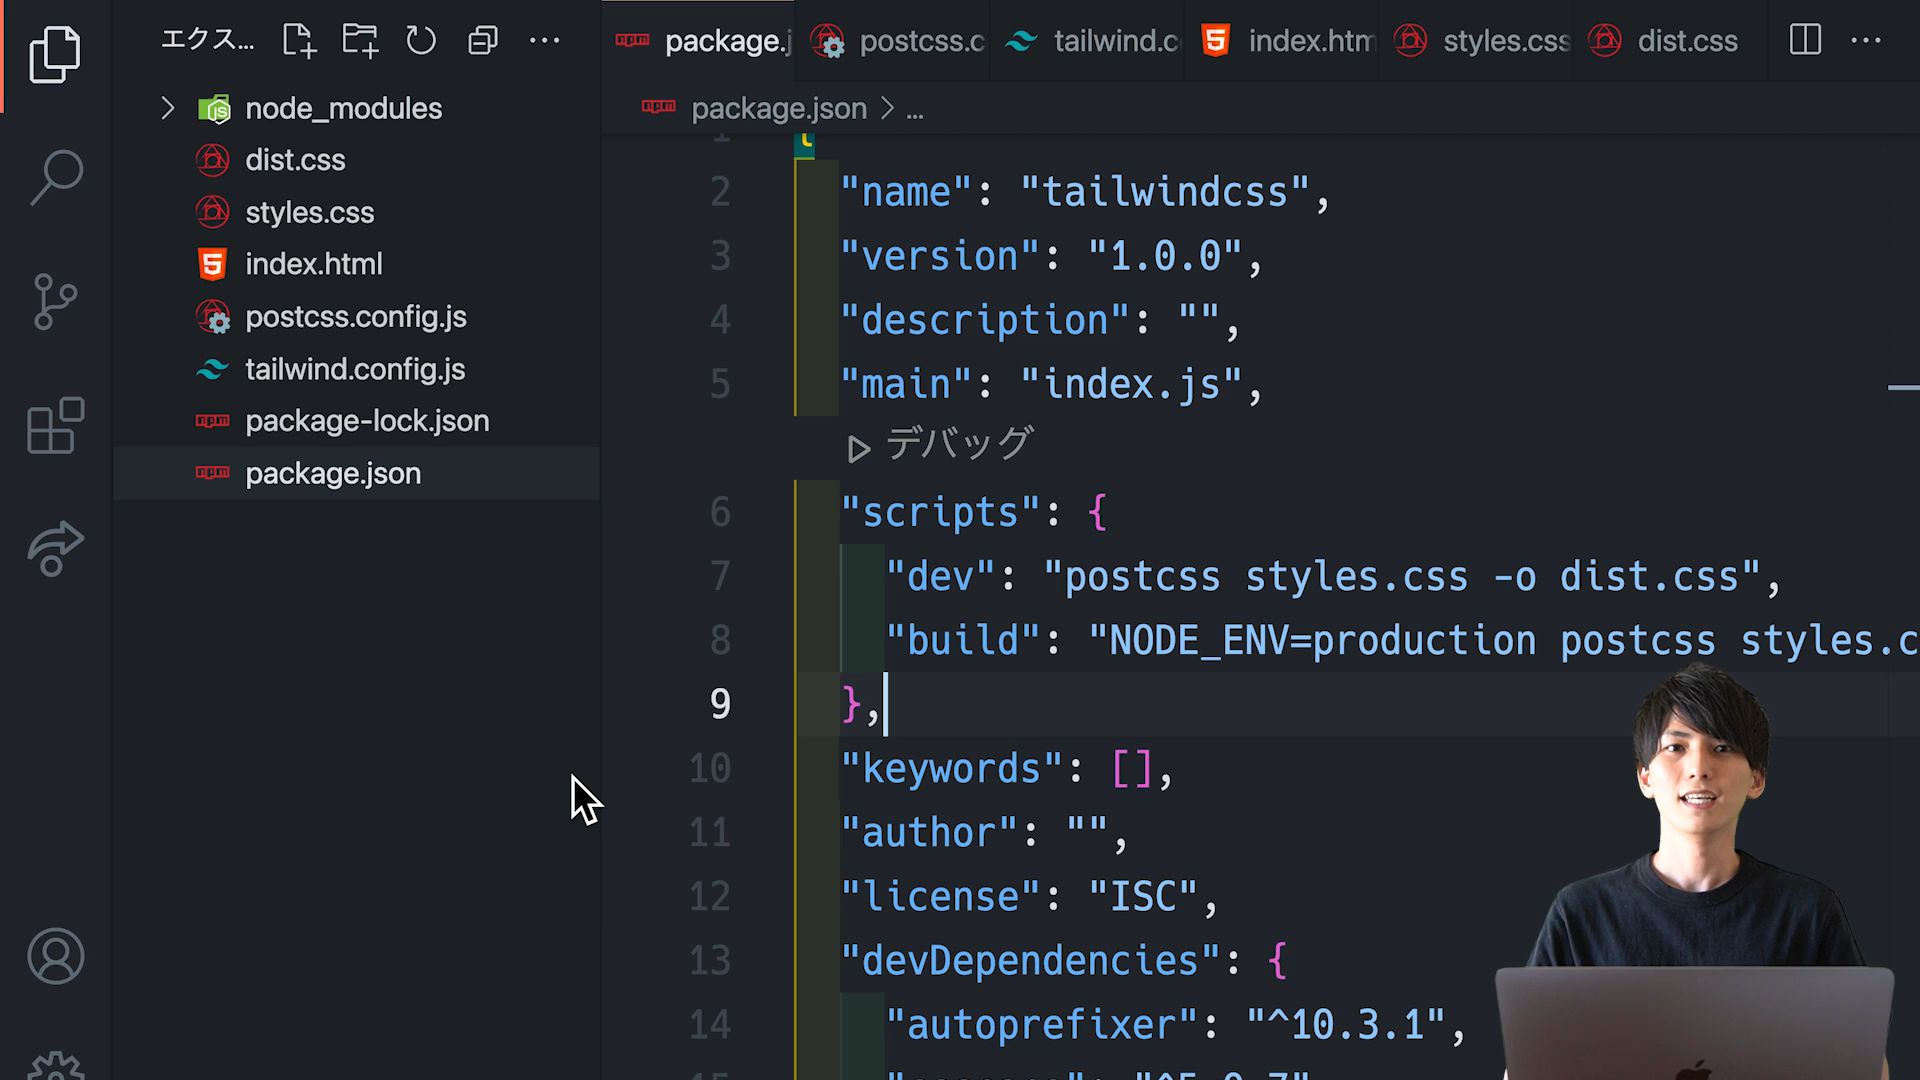 エクス...
node_modules
dist.css
styles.css
index.html
postcss.config.js
tailwind.config.js
package-lock.json
package.json
package.j
postcss.c
tailwind.c
index.htm
styles.css
dist.css
package.json > ...
1 {
2 "name": "tailwindcss",
3 "version": "1.0.0",
4 "description": "",
5 "main": "index.js",
デバッグ
6 "scripts": {
7 "dev": "postcss styles.css -o dist.css",
8 "build": "NODE_ENV=production postcss styles.c
9 },
10 "keywords": [],
11 "author": "",
12 "license": "ISC",
13 "devDependencies": {
14 "autoprefixer": "^10.3.1",